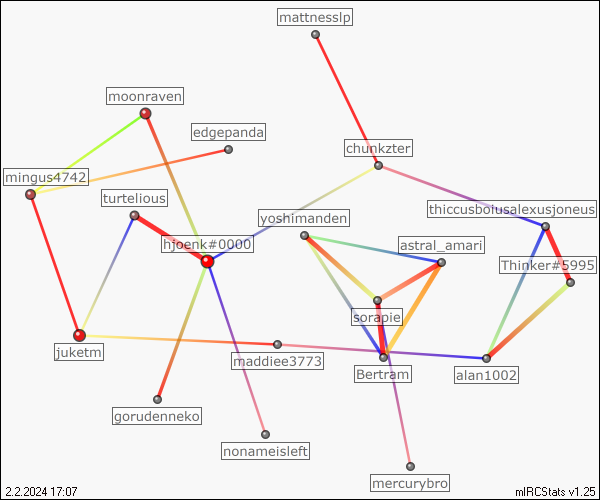 mattnesslp
moonraven
edgepanda
chunkzter
mingus4742
turtelious
thiccusboiusalexusjoneus
yoshimanden
hjoenk#0000
astral_amari
Thinker#5995
sorapie
juketm
maddiee3773
Bertram
alan1002
gorudenneko
nonameisleft
mercurybro
2.2.2024 17:07
mIRCStats v1.25